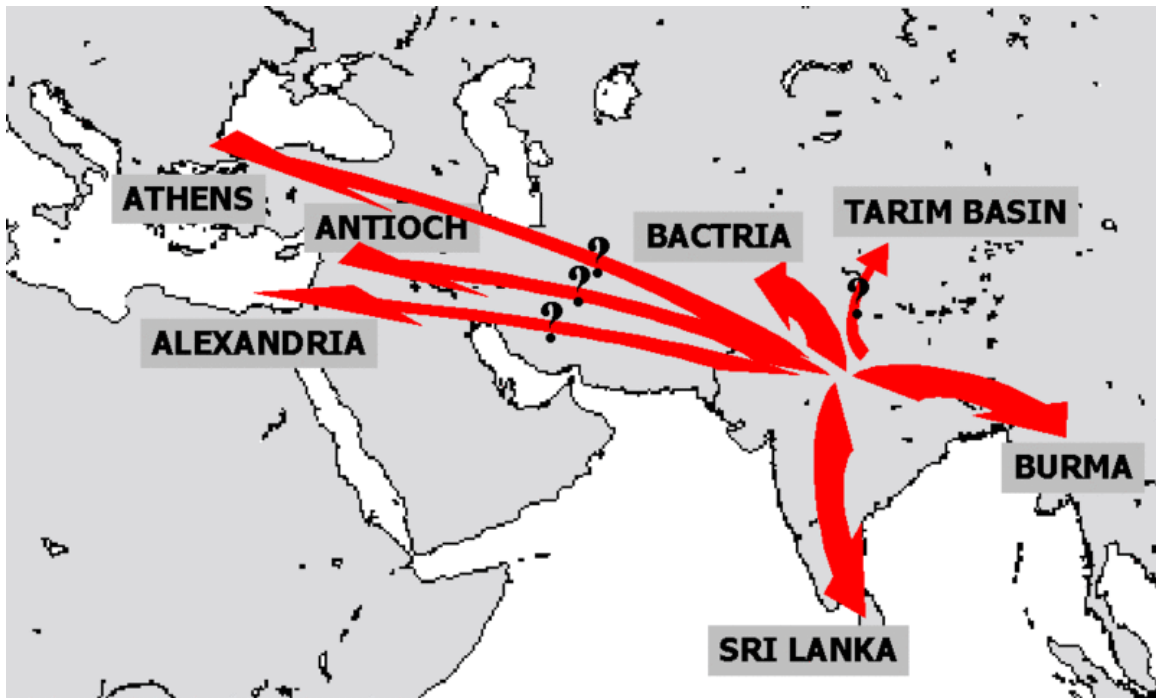 ATHENS
ANTIOCH
BACTRIA
TARIM BASIN
?
?
?
?
ALEXANDRIA
BURMA
SRI LANKA